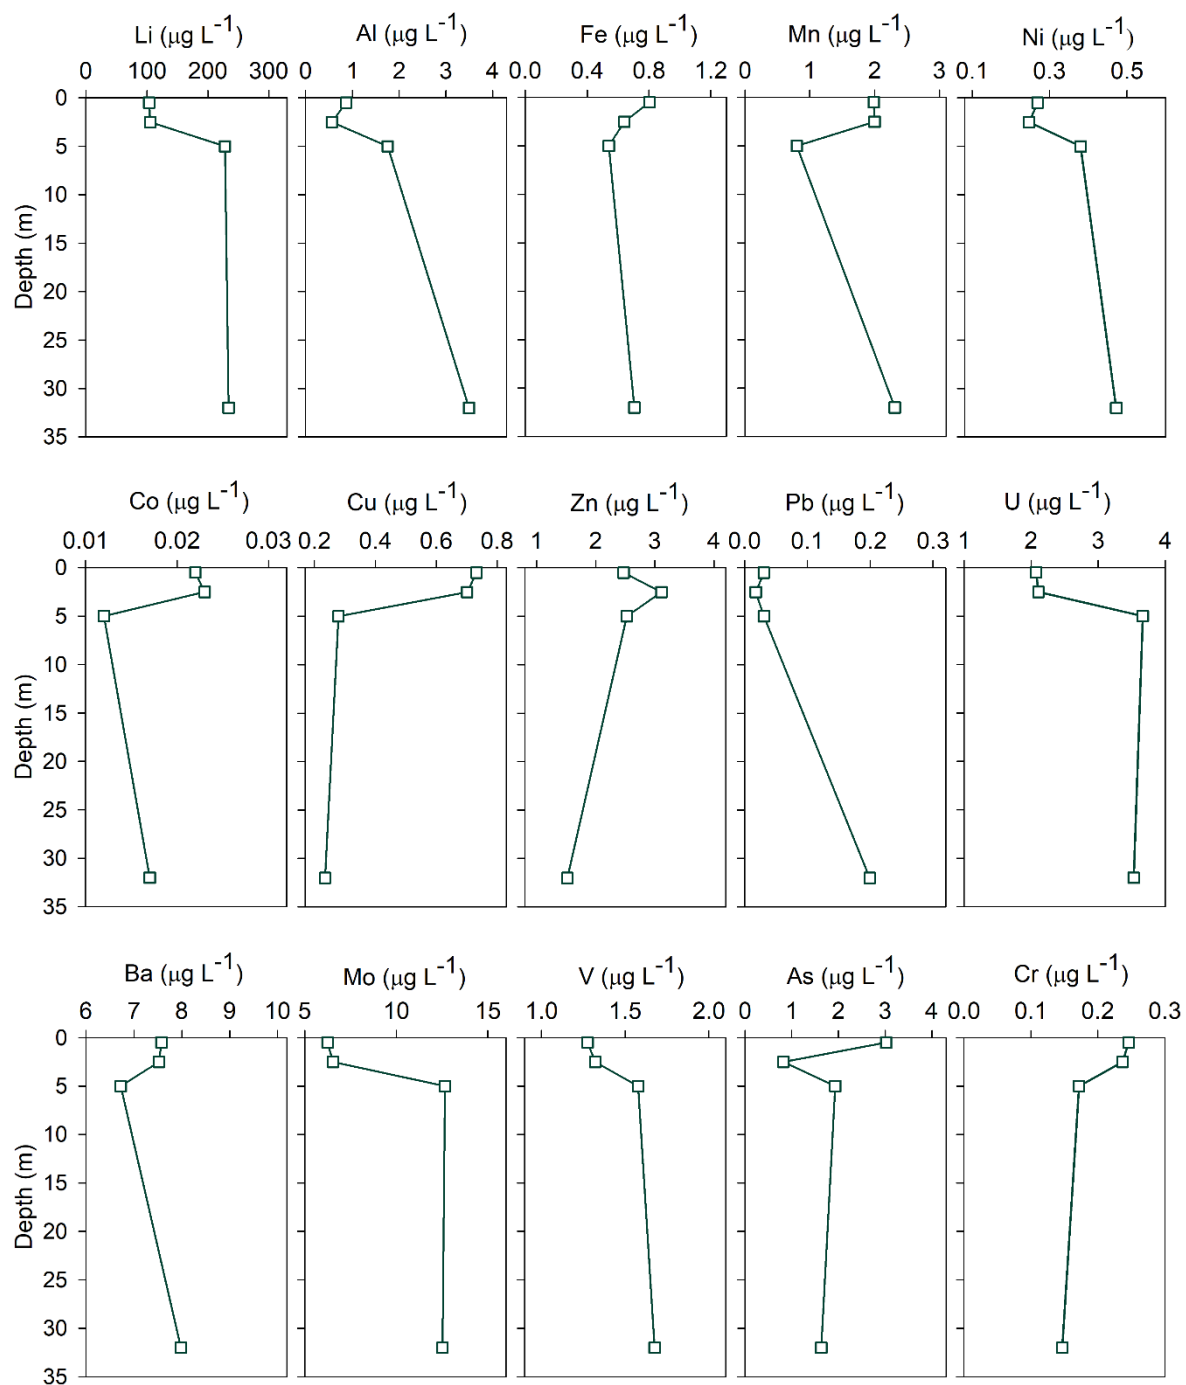 Li (μg L⁻¹) Al (μg L⁻¹) Fe (μg L⁻¹) Mn (μg L⁻¹) Ni (μg L⁻¹)
0 100 200 300 0 1 2 3 4 0.0 0.4 0.8 1.2 1 2 3 0.1 0.3 0.5
0
5
10
15
20
25
30
35
Depth (m)
Co (μg L⁻¹) Cu (μg L⁻¹) Zn (μg L⁻¹) Pb (μg L⁻¹) U (μg L⁻¹)
0.01 0.02 0.03 0.2 0.4 0.6 0.8 1 2 3 4 0.0 0.1 0.2 0.3 1 2 3 4
0
5
10
15
20
25
30
35
Depth (m)
Ba (μg L⁻¹) Mo (μg L⁻¹) V (μg L⁻¹) As (μg L⁻¹) Cr (μg L⁻¹)
6 7 8 9 10 5 10 15 1.0 1.5 2.0 0 1 2 3 4 0.0 0.1 0.2 0.3
0
5
10
15
20
25
30
35
Depth (m)